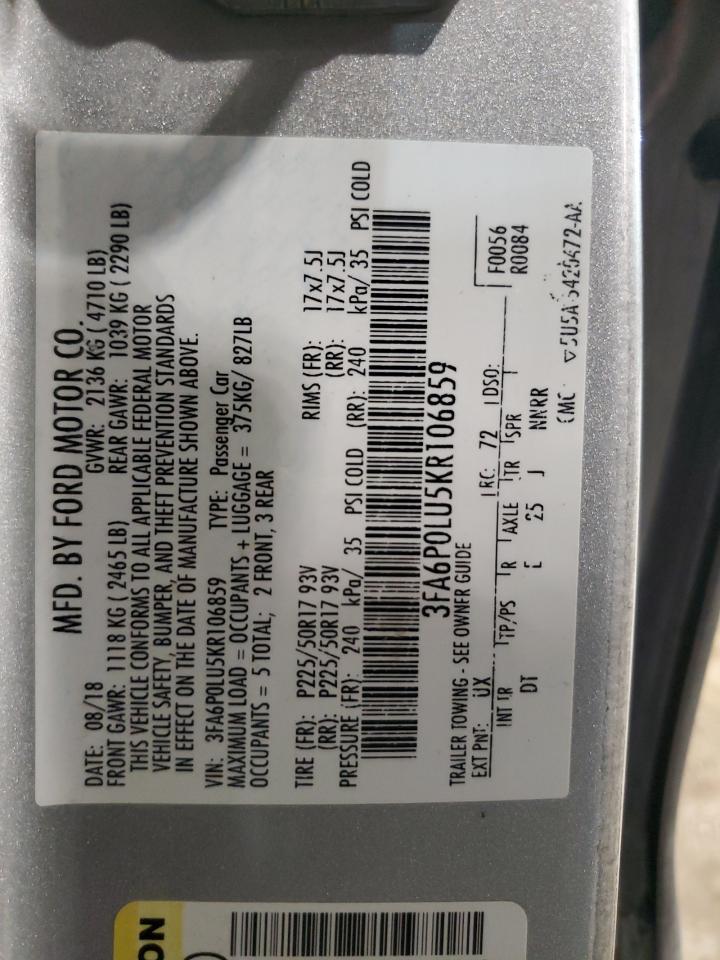 MFD. BY FORD MOTOR CO.
DATE: 08/18 GVWR: 2136 KG (4710 LB)
FRONT GAWR: 1118 KG (2465 LB) REAR GAWR: 1039 KG (2290 LB)
THIS VEHICLE CONFORMS TO ALL APPLICABLE FEDERAL MOTOR
VEHICLE SAFETY, BUMPER, AND THEFT PREVENTION STANDARDS
IN EFFECT ON THE DATE OF MANUFACTURE SHOWN ABOVE.
VIN: 3FA6P0LU5KR106859 TYPE: Passenger Car
MAXIMUM LOAD = OCCUPANTS + LUGGAGE = 375KG/ 827LB
OCCUPANTS = 5 TOTAL; 2 FRONT, 3 REAR
TIRE (FR): P225/50R17 93V RIMS (FR): 17x7.5J
(RR): P225/50R17 93V (RR): 17x7.5J
PRESSURE (FR): 240 kPa/ 35 PSI COLD (RR): 240 kPa/ 35 PSI COLD
3FA6P0LU5KR106859
TRAILER TOWING - SEE OWNER GUIDE
EXT PNT: UX RC: 72 DSO: F0056
INT TR TP/PS R AXLE TR SPR R0084
DT E 25 J NNRR
ON